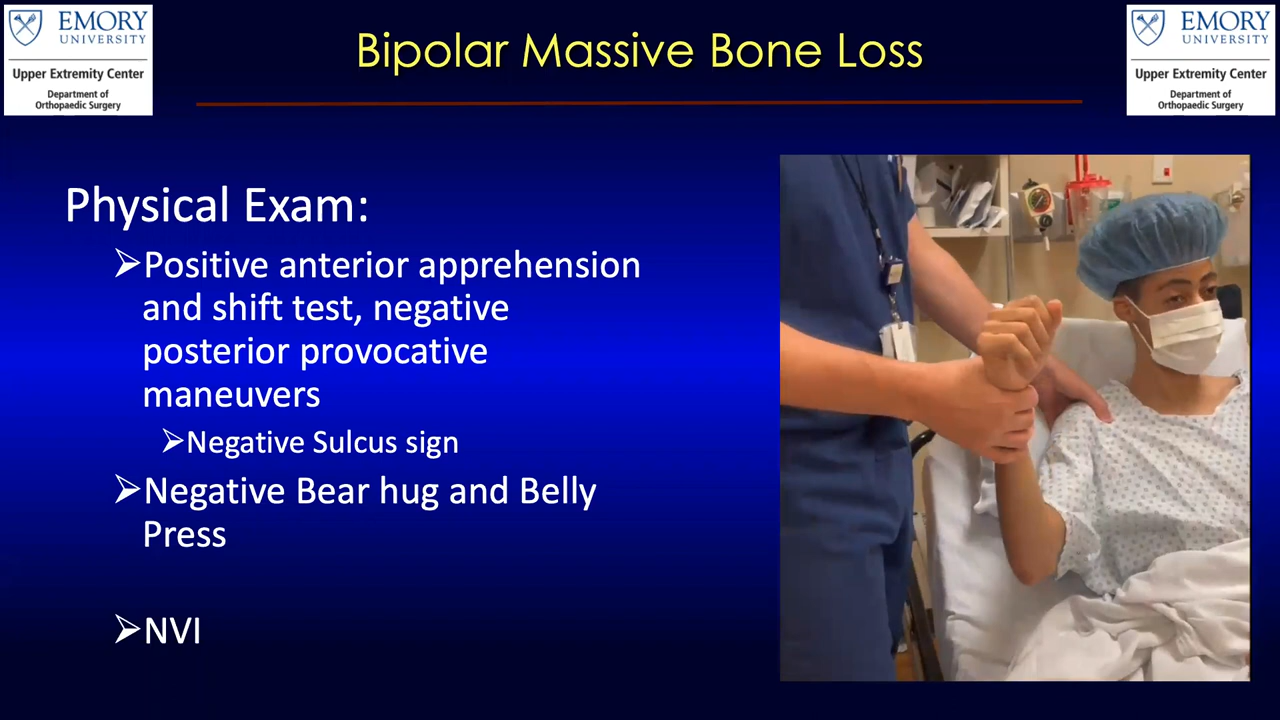 EMORY
UNIVERSITY
Upper Extremity Center
Department of
Orthopaedic Surgery
Bipolar Massive Bone Loss
EMORY
UNIVERSITY
Upper Extremity Center
Department of
Orthopaedic Surgery
Physical Exam:
➢Positive anterior apprehension
and shift test, negative
posterior provocative
maneuvers
➢Negative Sulcus sign
➢Negative Bear hug and Belly
Press
➢NVI